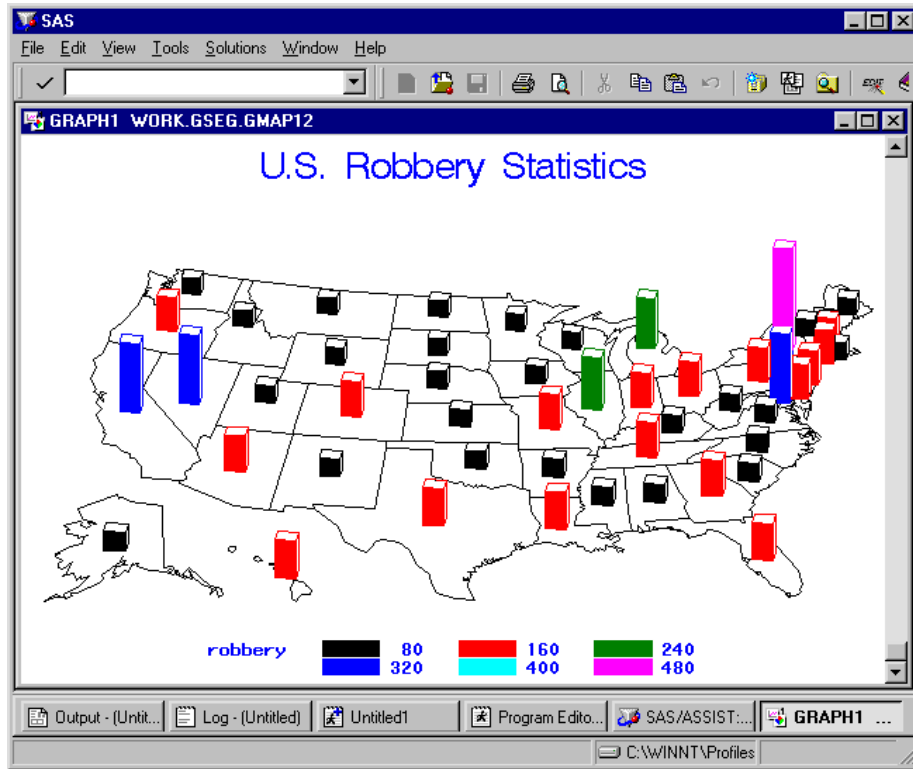 SAS
File Edit View Tools Solutions Window Help
GRAPH1 WORK.GSEG.GMAP12
U.S. Robbery Statistics
robbery 80 160 240
320 400 480
Output - (Untit... Log - (Untitled) Untitled1 Program Edito... SAS/ASSIST:... GRAPH1 ...
C:\WINNT\Profiles